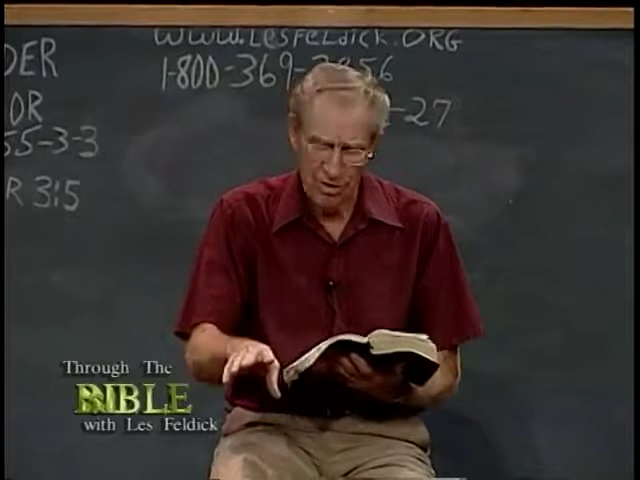 WWW.LESFELDICK.ORG
DER
1-800-369-
OR
-27
55-3-3
R 3:5
Through The
BIBLE
with Les Feldick